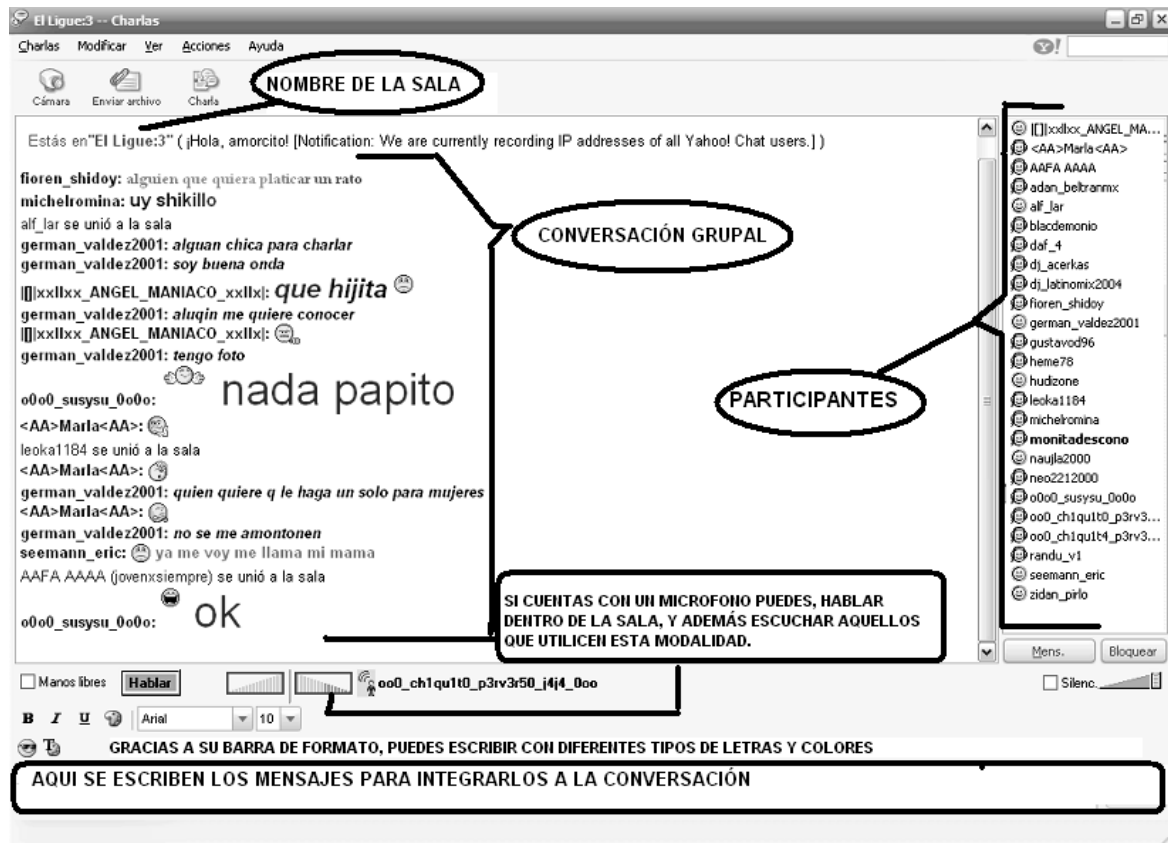 El Ligue:3 -- Charlas
Charlas Modificar Ver Acciones Ayuda
Y!
Cámara Enviar archivo Charla
NOMBRE DE LA SALA
Estás en"El Ligue:3" ( ¡Hola, amorcito! [Notification: We are currently recording IP addresses of all Yahoo! Chat users.] )
fioren_shidoy: alguien que quiera platicar un rato
michelromina: uy shikillo
alf_lar se unió a la sala
german_valdez2001: alguan chica para charlar
german_valdez2001: soy buena onda
|[]|xxllxx_ANGEL_MANIACO_xxllx|: que hijita
german_valdez2001: aluqin me quiere conocer
|[]|xxllxx_ANGEL_MANIACO_xxllx|:
german_valdez2001: tengo foto
o0o0_susysu_0o0o: nada papito
<AA>Marla<AA>:
leoka1184 se unió a la sala
<AA>Marla<AA>:
german_valdez2001: quien quiere q le haga un solo para mujeres
<AA>Marla<AA>:
german_valdez2001: no se me amontonen
seemann_eric: ya me voy me llama mi mama
AAFA AAAA (jovenxsiempre) se unió a la sala
o0o0_susysu_0o0o: ok
CONVERSACIÓN GRUPAL
PARTICIPANTES
SI CUENTAS CON UN MICROFONO PUEDES, HABLAR
DENTRO DE LA SALA, Y ADEMÁS ESCUCHAR AQUELLOS
QUE UTILICEN ESTA MODALIDAD.
|[]|xxllxx_ANGEL_MA...
<AA>Marla<AA>
AAFA AAAA
adan_beltranmx
alf_lar
blacdemonio
daf_4
dj_acerkas
dj_latinomix2004
fioren_shidoy
german_valdez2001
gustavod96
heme78
hudizone
leoka1184
michelromina
monitadescono
naujla2000
neo2212000
o0o0_susysu_0o0o
oo0_ch1qu1t0_p3rv3...
oo0_ch1qu1t4_p3rv3...
randu_v1
seemann_eric
zidan_pirlo
Mens. Bloquear
Manos libres Hablar oo0_ch1qu1t0_p3rv3r50_j4j4_0oo Silenc.
B I U Arial 10
GRACIAS A SU BARRA DE FORMATO, PUEDES ESCRIBIR CON DIFERENTES TIPOS DE LETRAS Y COLORES
AQUI SE ESCRIBEN LOS MENSAJES PARA INTEGRARLOS A LA CONVERSACIÓN